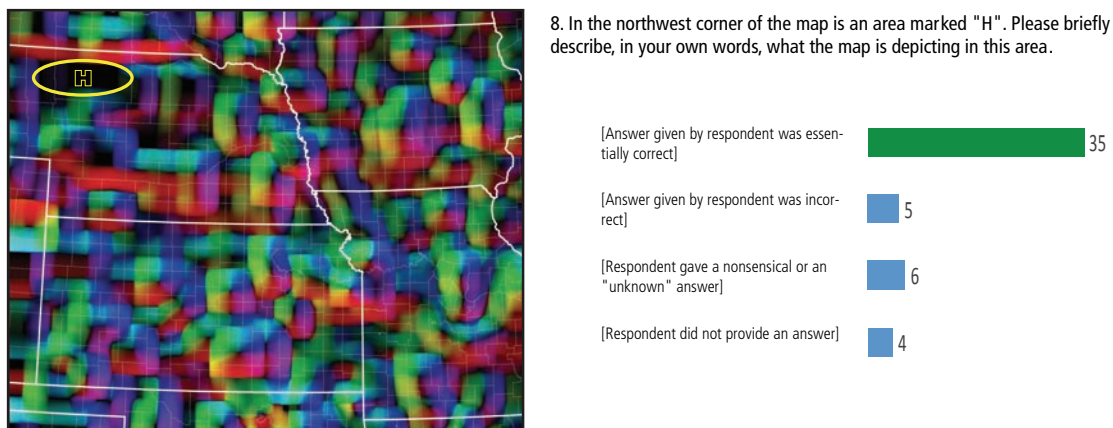 H
8. In the northwest corner of the map is an area marked "H". Please briefly
describe, in your own words, what the map is depicting in this area.
[Answer given by respondent was essen-
tially correct]
35
[Answer given by respondent was incor-
rect]
5
[Respondent gave a nonsensical or an
"unknown" answer]
6
[Respondent did not provide an answer]
4